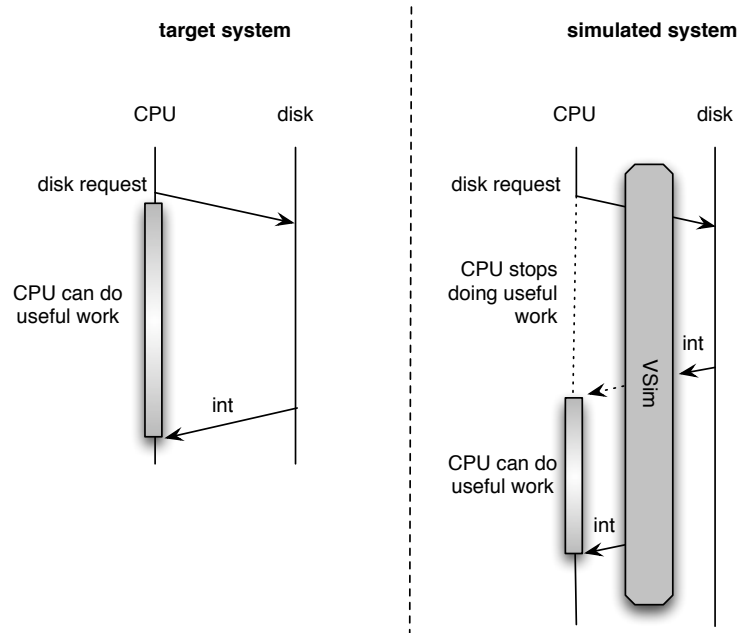 target system
CPU
disk
disk request
CPU can do
useful work
int
simulated system
CPU
disk
disk request
CPU stops
doing useful
work
int
VSim
CPU can do
useful work
int